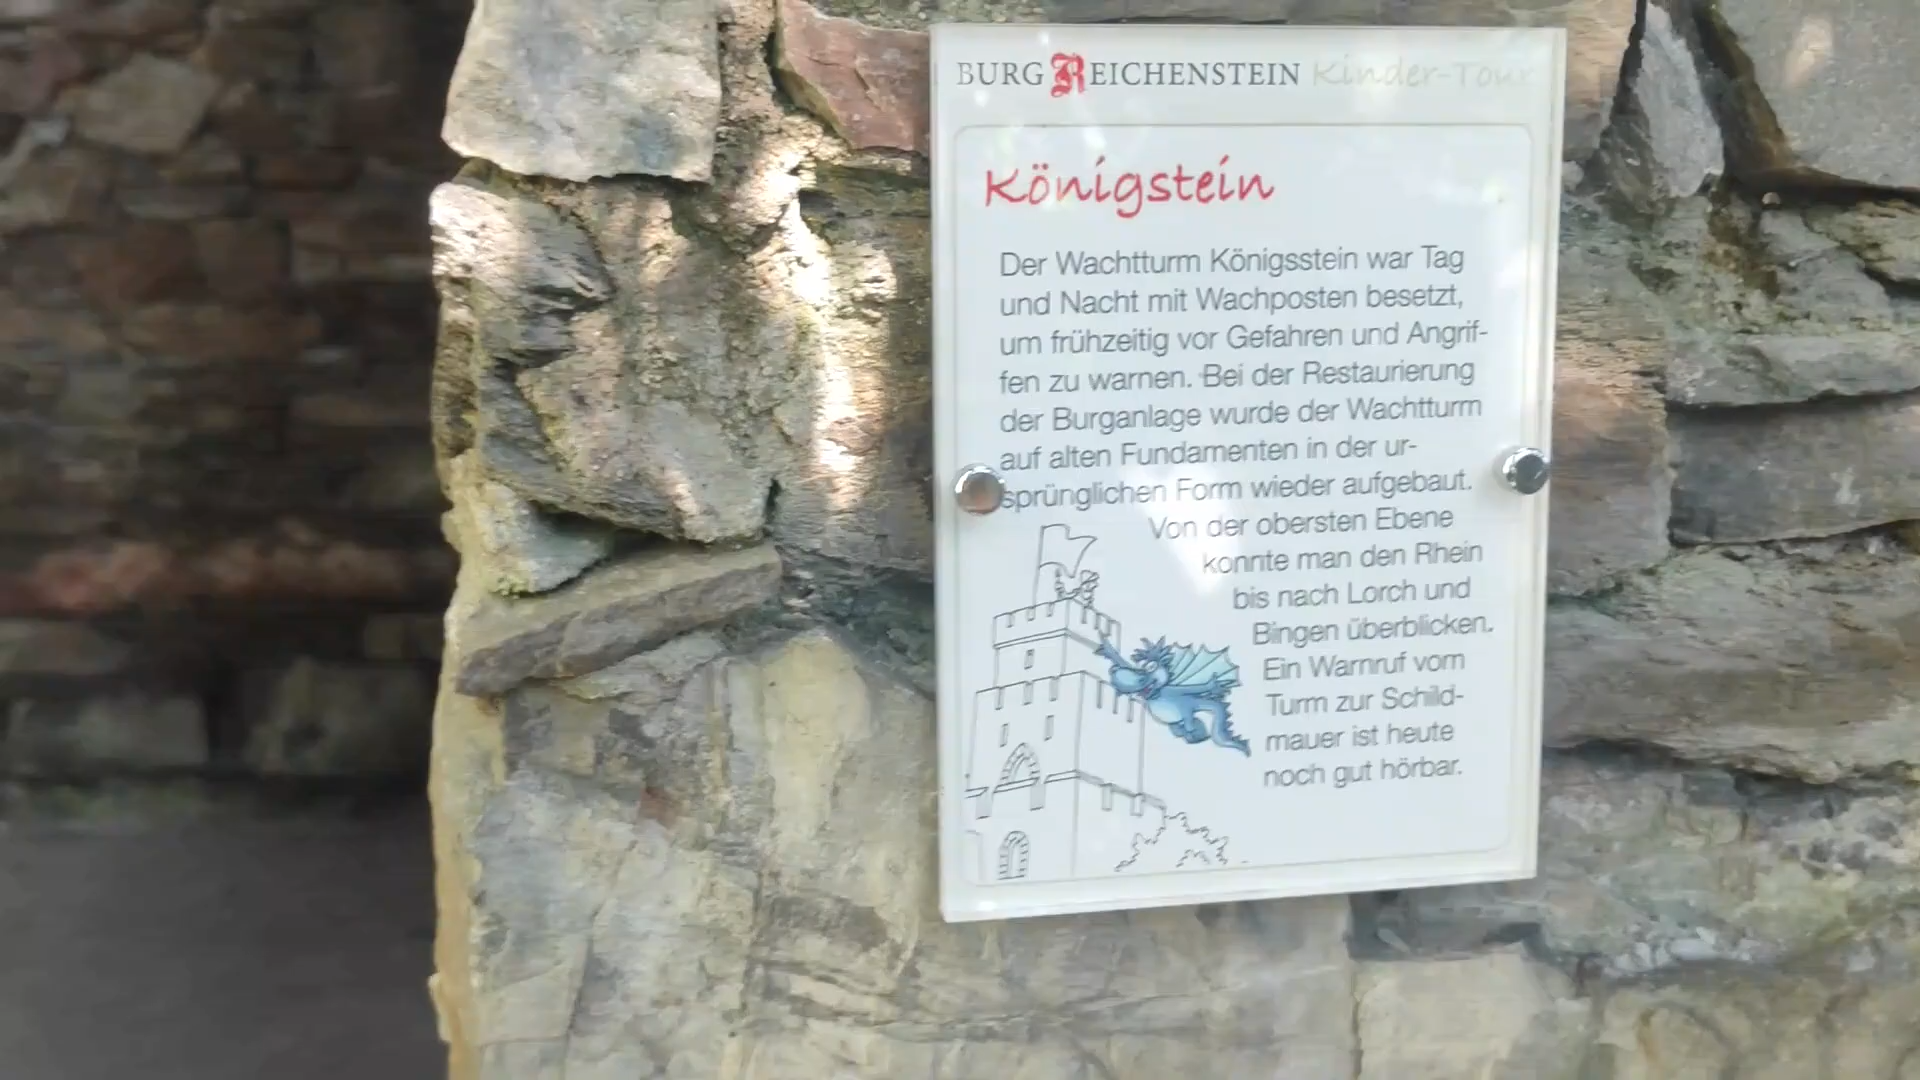 BURG REICHENSTEIN Kinder-Tour
Königstein
Der Wachtturm Königsstein war Tag
und Nacht mit Wachposten besetzt,
um frühzeitig vor Gefahren und Angrif-
fen zu warnen. Bei der Restaurierung
der Burganlage wurde der Wachtturm
auf alten Fundamenten in der ur-
sprünglichen Form wieder aufgebaut.
Von der obersten Ebene
konnte man den Rhein
bis nach Lorch und
Bingen überblicken.
Ein Warnruf vom
Turm zur Schild-
mauer ist heute
noch gut hörbar.